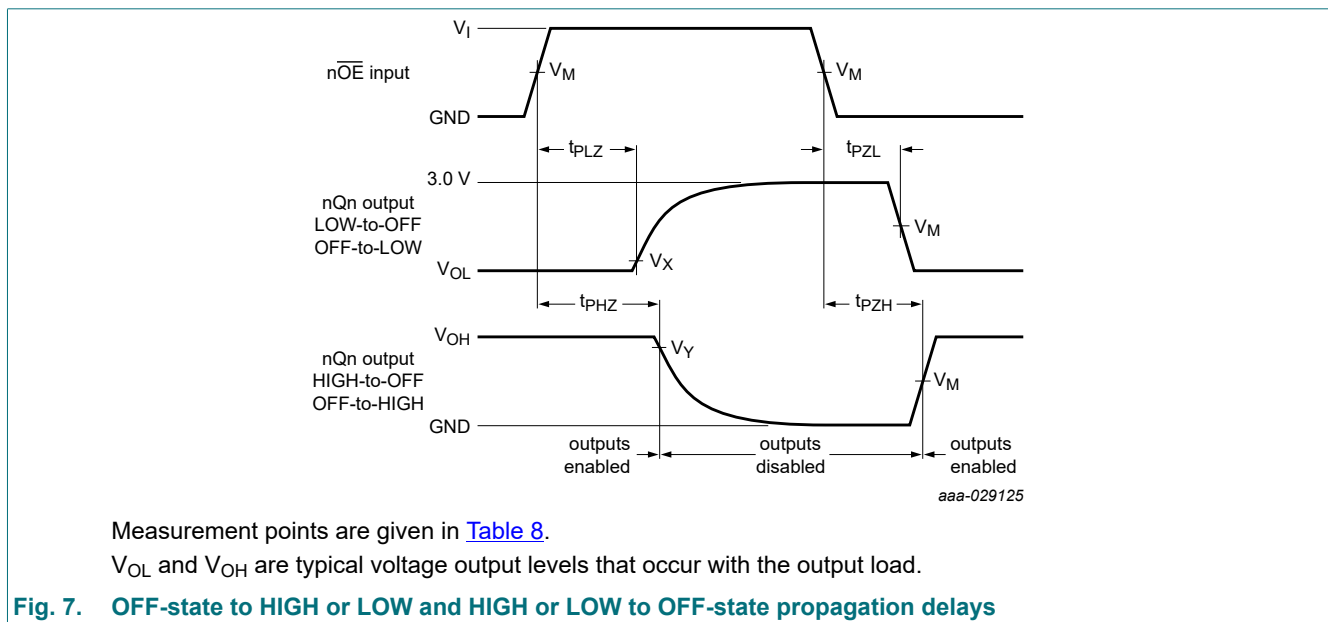 V_I
nO̅E̅ input
V_M
V_M
GND
t_PLZ
t_PZL
3.0 V
nQn output
LOW-to-OFF
OFF-to-LOW
V_M
V_OL
V_X
t_PHZ
t_PZH
V_OH
V_Y
nQn output
HIGH-to-OFF
OFF-to-HIGH
V_M
GND
outputs
enabled
outputs
disabled
outputs
enabled
aaa-029125
Measurement points are given in Table 8.
V_OL and V_OH are typical voltage output levels that occur with the output load.
Fig. 7. OFF-state to HIGH or LOW and HIGH or LOW to OFF-state propagation delays